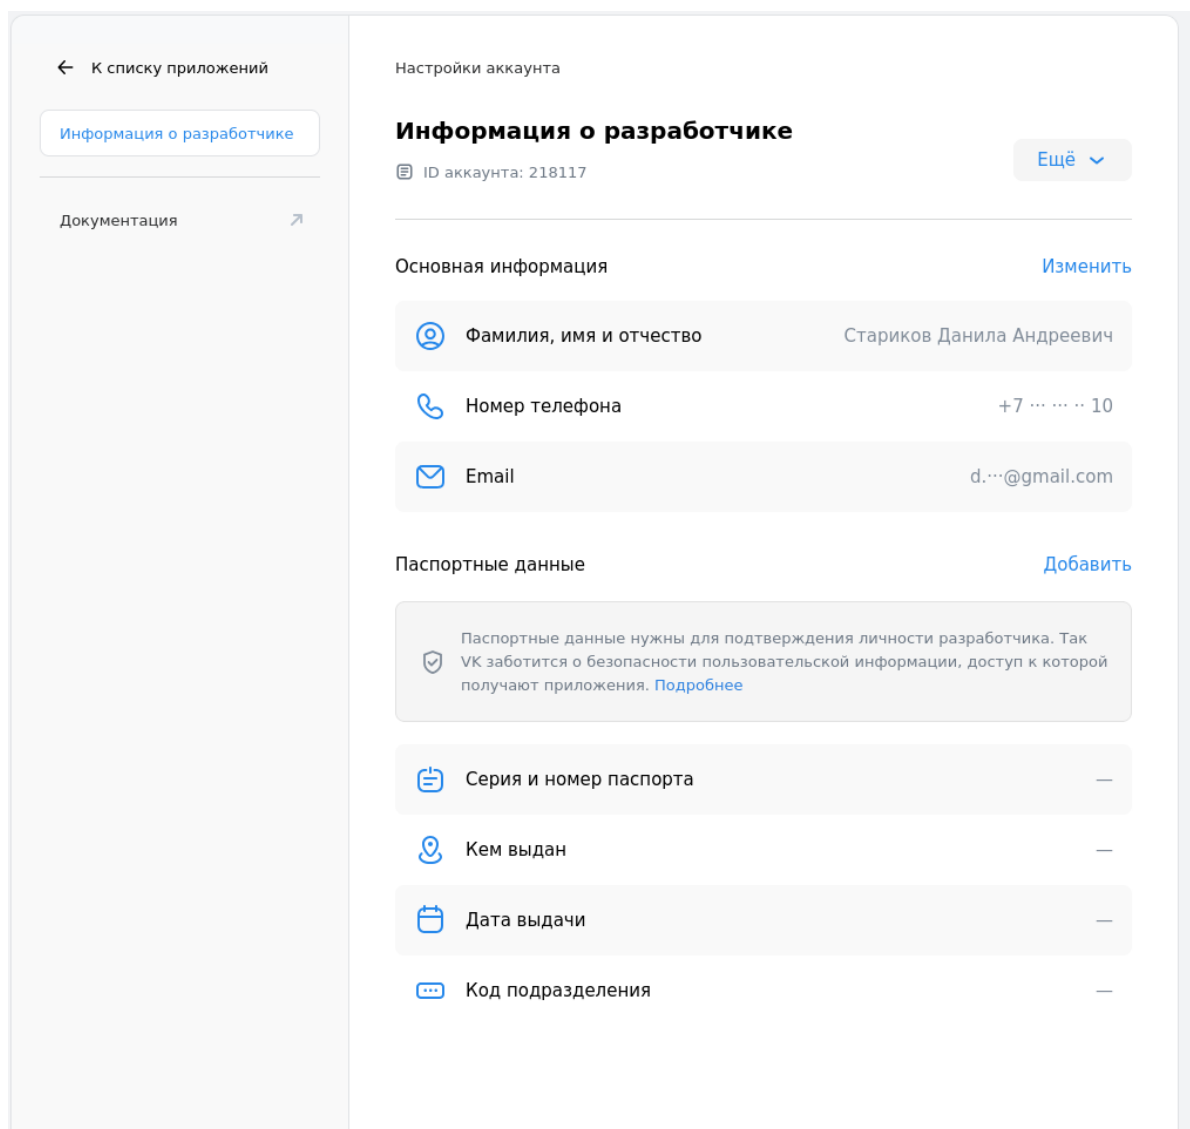 К списку приложений
Информация о разработчике
Документация
Настройки аккаунта
Информация о разработчике
ID аккаунта: 218117
Ещё
Основная информация
Изменить
Фамилия, имя и отчество
Стариков Данила Андреевич
Номер телефона
+7 ··· ··· ·· 10
Email
d.···@gmail.com
Паспортные данные
Добавить
Паспортные данные нужны для подтверждения личности разработчика. Так
VK заботится о безопасности пользовательской информации, доступ к которой
получают приложения. Подробнее
Серия и номер паспорта
—
Кем выдан
—
Дата выдачи
—
Код подразделения
—